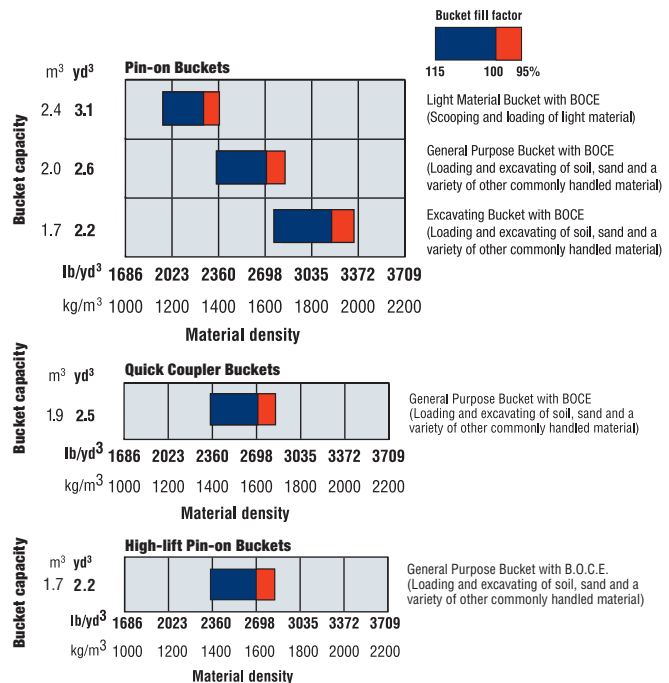 Bucket fill factor
115 100 95%
m³ yd³ Pin-on Buckets
Bucket capacity
2.4 3.1
Light Material Bucket with BOCE
(Scooping and loading of light material)
2.0 2.6
General Purpose Bucket with BOCE
(Loading and excavating of soil, sand and a
variety of other commonly handled material)
1.7 2.2
Excavating Bucket with BOCE
(Loading and excavating of soil, sand and a
variety of other commonly handled material)
lb/yd³ 1686 2023 2360 2698 3035 3372 3709
kg/m³ 1000 1200 1400 1600 1800 2000 2200
Material density
Quick Coupler Buckets
Bucket capacity
m³ yd³
1.9 2.5
General Purpose Bucket with BOCE
(Loading and excavating of soil, sand and a
variety of other commonly handled material)
lb/yd³ 1686 2023 2360 2698 3035 3372 3709
kg/m³ 1000 1200 1400 1600 1800 2000 2200
Material density
High-lift Pin-on Buckets
Bucket capacity
m³ yd³
1.7 2.2
General Purpose Bucket with B.O.C.E.
(Loading and excavating of soil, sand and a
variety of other commonly handled material)
lb/yd³ 1686 2023 2360 2698 3035 3372 3709
kg/m³ 1000 1200 1400 1600 1800 2000 2200
Material density